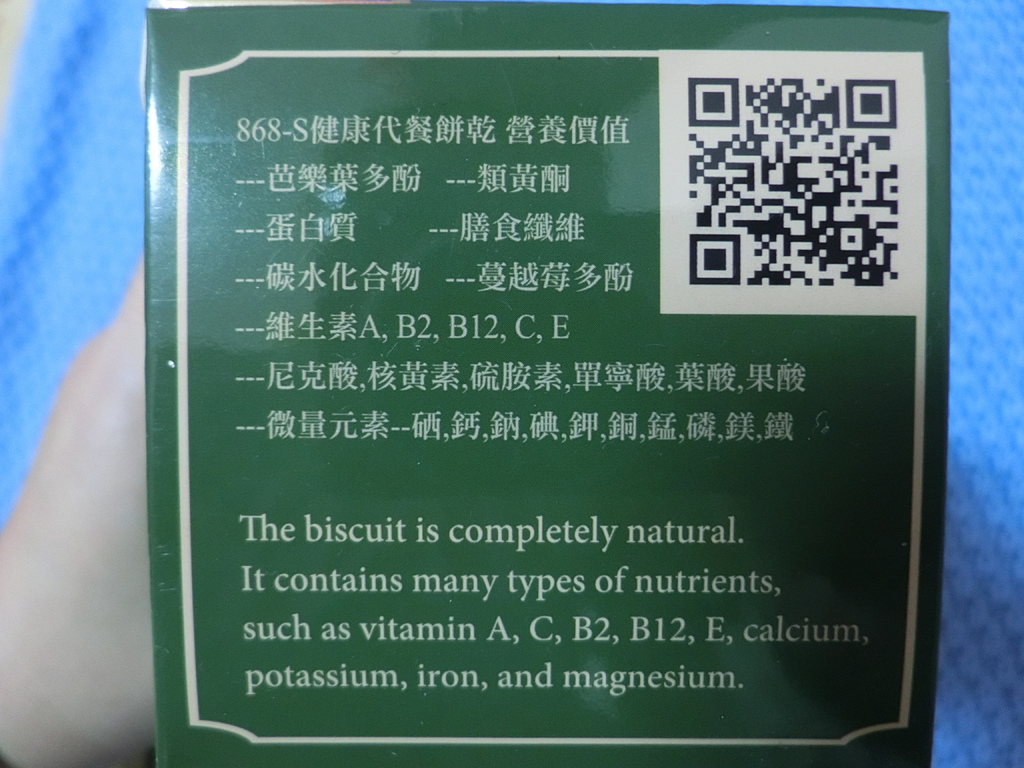 868-S健康代餐餅乾 營養價值
---芭樂葉多酚 ---類黃酮
---蛋白質 ---膳食纖維
---碳水化合物 ---蔓越莓多酚
---維生素A, B2, B12, C, E
---尼克酸,核黃素,硫胺素,單寧酸,葉酸,果酸
---微量元素--硒,鈣,鈉,碘,鉀,銅,錳,磷,鎂,鐵
The biscuit is completely natural.
It contains many types of nutrients,
such as vitamin A, C, B2, B12, E, calcium,
potassium, iron, and magnesium.